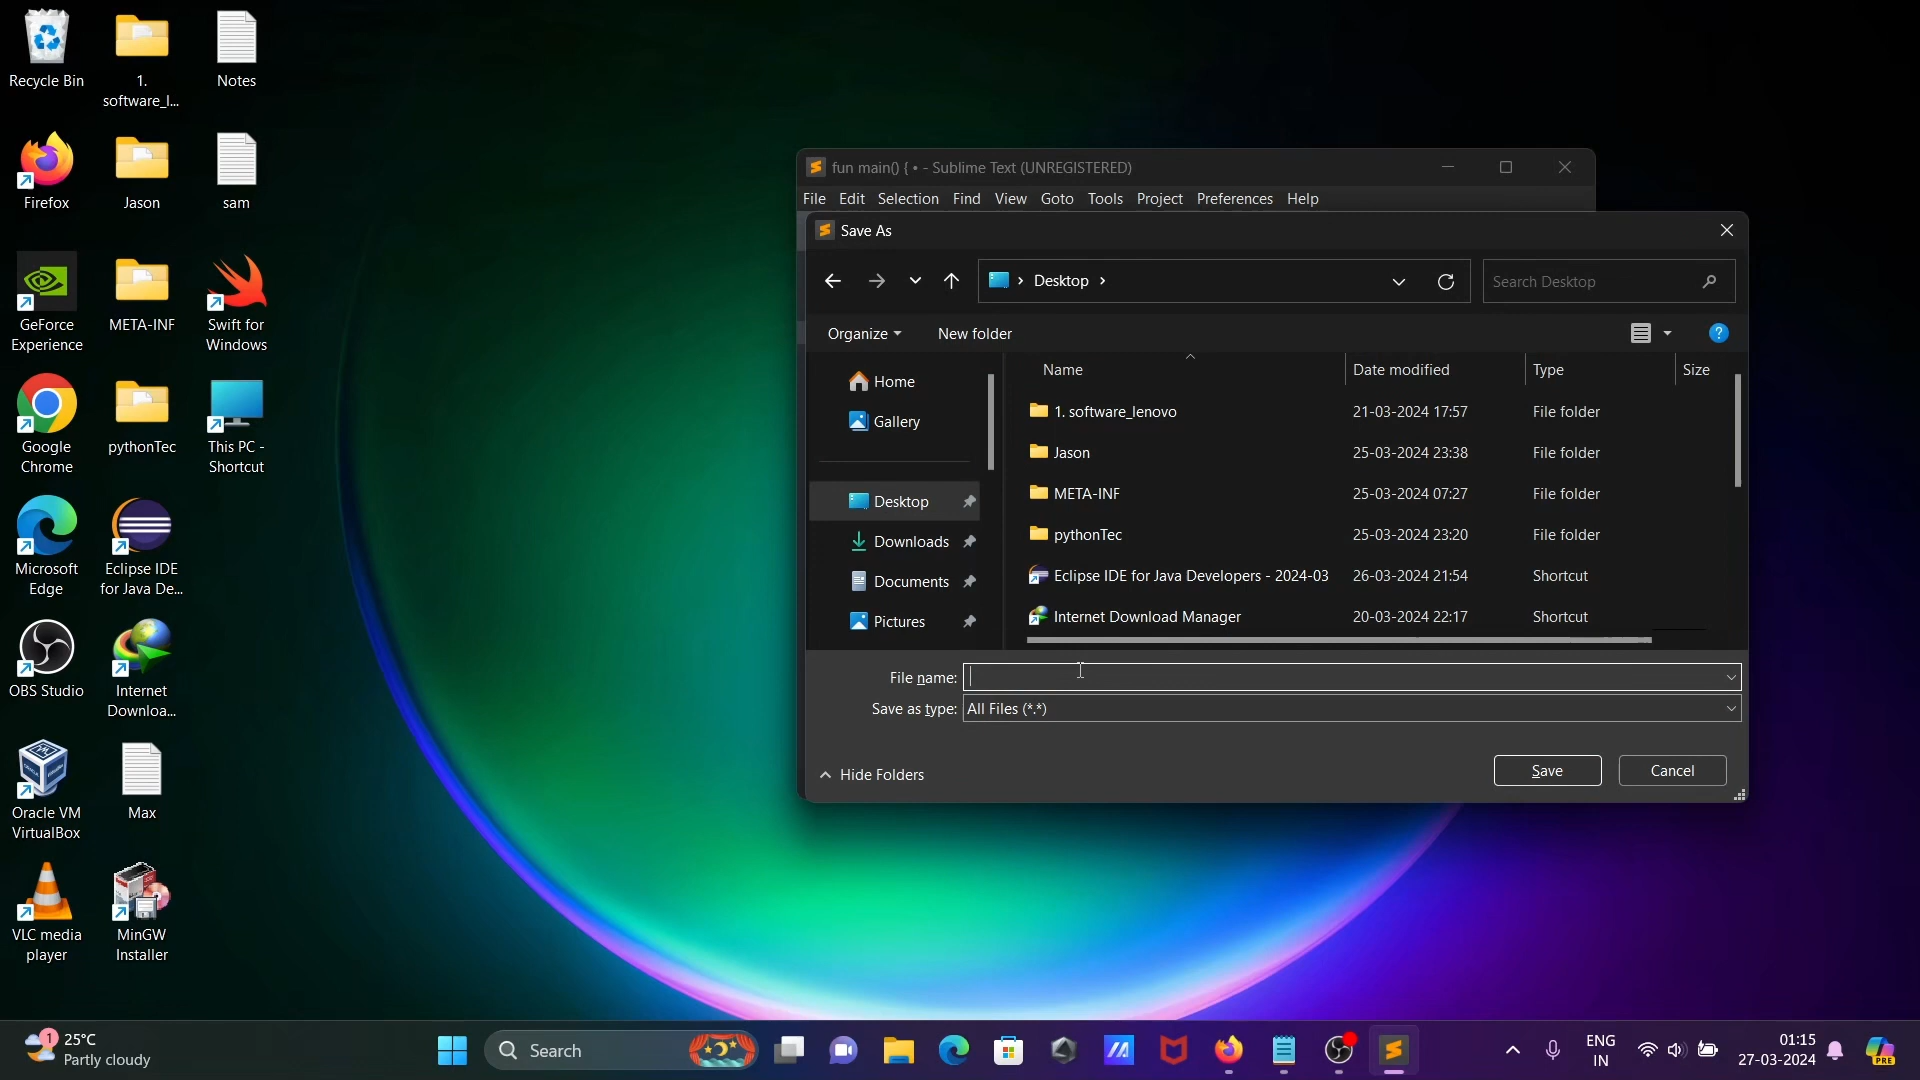 Recycle Bin
1.
software_l...
Notes
Firefox
Jason
sam
GeForce
Experience
META-INF
Swift for
Windows
Google
Chrome
pythonTec
This PC -
Shortcut
Microsoft
Edge
Eclipse IDE
for Java De...
OBS Studio
Internet
Downloa...
Oracle VM
VirtualBox
Max
VLC media
player
MinGW
Installer
fun main() { • - Sublime Text (UNREGISTERED)
File Edit Selection Find View Goto Tools Project Preferences Help
Save As
Desktop
Search Desktop
Organize
New folder
Home
Gallery
Desktop
Downloads
Documents
Pictures
Name Date modified Type Size
1. software_lenovo 21-03-2024 17:57 File folder
Jason 25-03-2024 23:38 File folder
META-INF 25-03-2024 07:27 File folder
pythonTec 25-03-2024 23:20 File folder
Eclipse IDE for Java Developers - 2024-03 26-03-2024 21:54 Shortcut
Internet Download Manager 20-03-2024 22:17 Shortcut
File name:
Save as type: All Files (*.*)
Hide Folders
Save
Cancel
1
25°C
Partly cloudy
Search
ENG
IN
01:15
27-03-2024
PRE